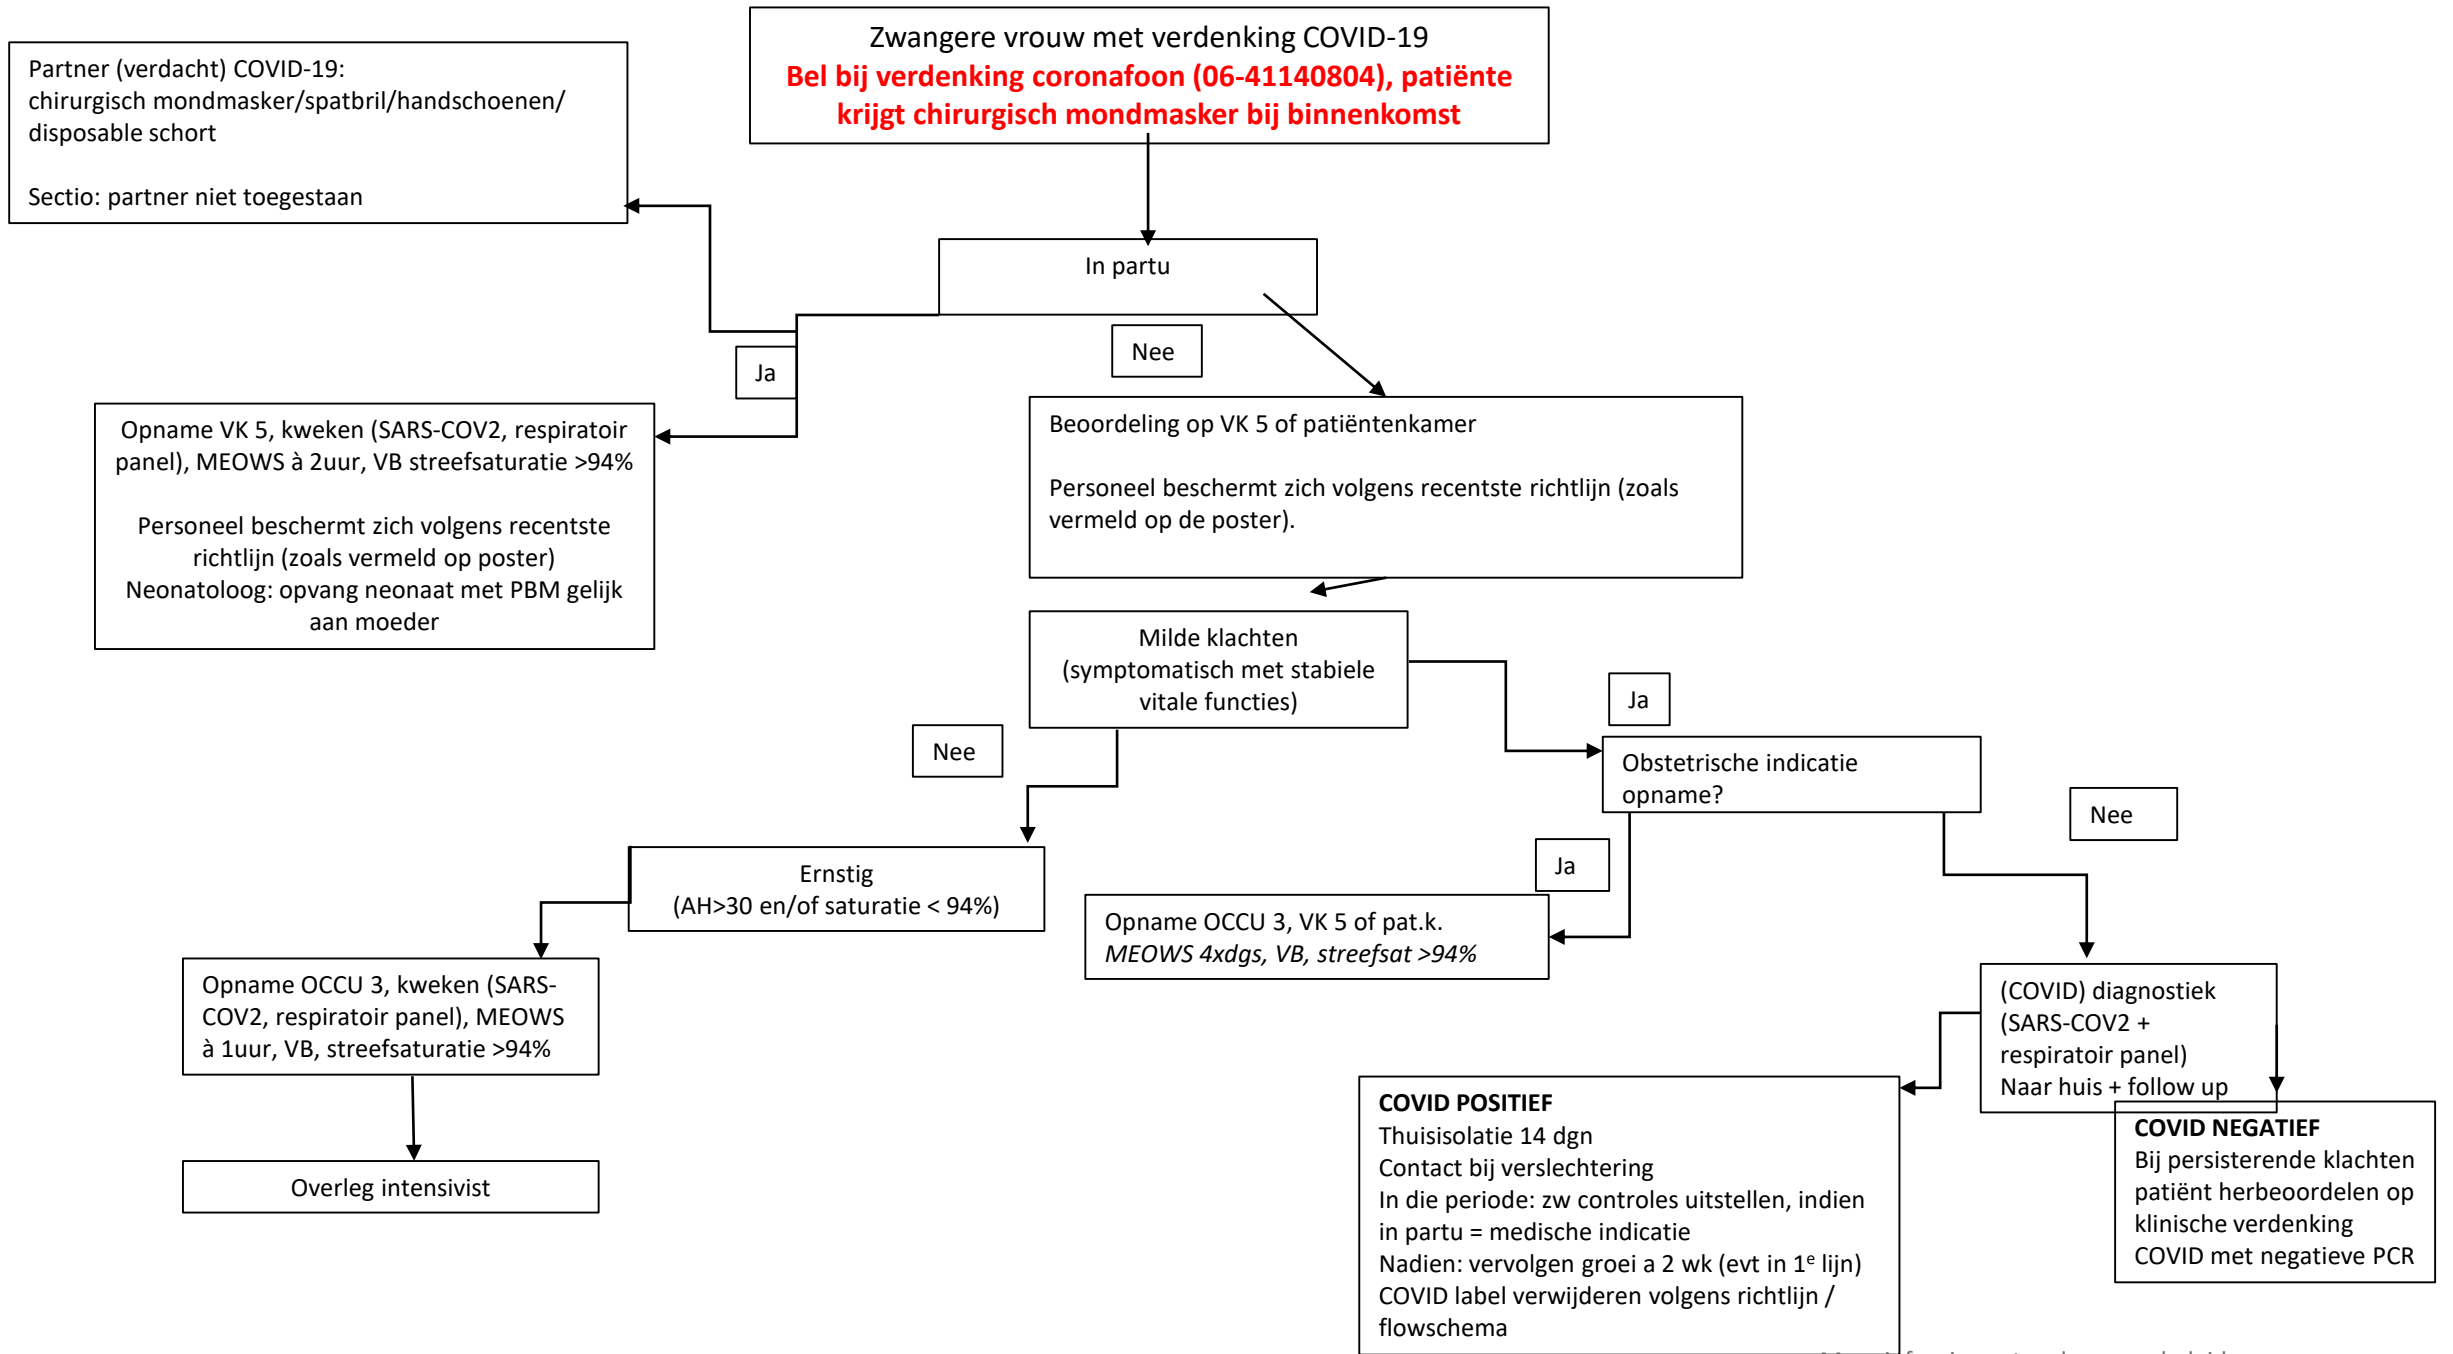 Zwangere vrouw met verdenking COVID-19
Bel bij verdenking coronafoon (06-41140804), patiënte
krijgt chirurgisch mondmasker bij binnenkomst
Partner (verdacht) COVID-19:
chirurgisch mondmasker/spatbril/handschoenen/
disposable schort
Sectio: partner niet toegestaan
In partu
Nee
Ja
Opname VK 5, kweken (SARS-COV2, respiratoir
panel), MEOWS à 2uur, VB streefsaturatie >94%
Personeel beschermt zich volgens recentste
richtlijn (zoals vermeld op poster)
Neonatoloog: opvang neonaat met PBM gelijk
aan moeder
Beoordeling op VK 5 of patiëntenkamer
Personeel beschermt zich volgens recentste richtlijn (zoals
vermeld op de poster).
Milde klachten
(symptomatisch met stabiele
vitale functies)
Ja
Nee
Obstetrische indicatie
opname?
Nee
Ja
Ernstig
(AH>30 en/of saturatie < 94%)
Opname OCCU 3, VK 5 of pat.k.
MEOWS 4xdgs, VB, streefsat >94%
Opname OCCU 3, kweken (SARS-
COV2, respiratoir panel), MEOWS
à 1uur, VB, streefsaturatie >94%
Overleg intensivist
(COVID) diagnostiek
(SARS-COV2 +
respiratoir panel)
Naar huis + follow up
COVID POSITIEF
Thuisisolatie 14 dgn
Contact bij verslechtering
In die periode: zw controles uitstellen, indien
in partu = medische indicatie
Nadien: vervolgen groei a 2 wk (evt in 1e lijn)
COVID label verwijderen volgens richtlijn /
flowschema
COVID NEGATIEF
Bij persisterende klachten
patiënt herbeoordelen op
klinische verdenking
COVID met negatieve PCR